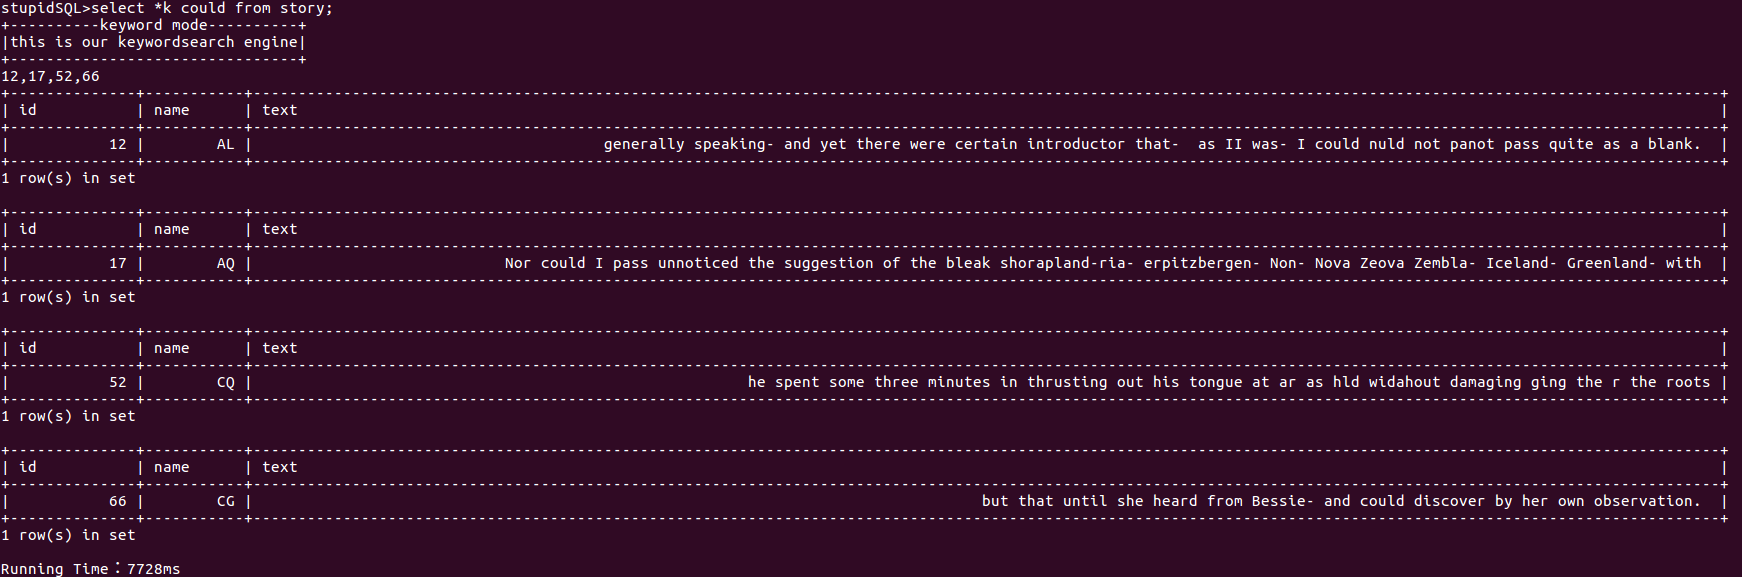 stupidSQL>select *k could from story;
+----------keyword mode----------+
|this is our keywordsearch engine|
12,17,52,66
| id | name | text |
| 12 | AL | generally speaking- and yet there were certain introductor that-  as II was- I could nuld not panot pass quite as a blank. |
1 row(s) in set
| id | name | text |
| 17 | AQ | Nor could I pass unnoticed the suggestion of the bleak shorapland-ria- erpitzbergen- Non- Nova Zeova Zembla- Iceland- Greenland- with |
1 row(s) in set
| id | name | text |
| 52 | CQ | he spent some three minutes in thrusting out his tongue at ar as hld widahout damaging ging the r the roots |
1 row(s) in set
| id | name | text |
| 66 | CG | but that until she heard from Bessie- and could discover by her own observation. |
1 row(s) in set
Running Time：7728ms